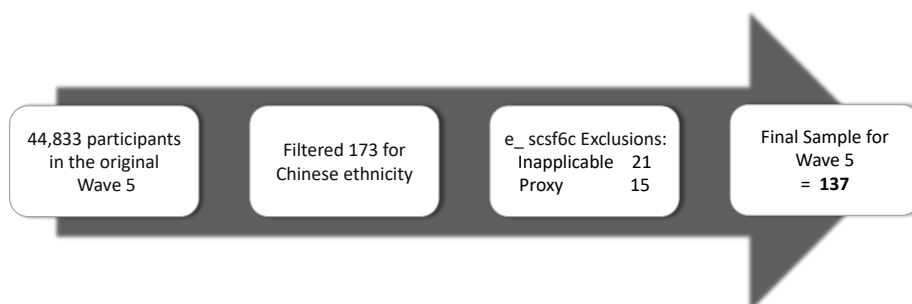 44,833 participants
in the original
Wave 5
Filtered 173 for
Chinese ethnicity
e_ scsf6c Exclusions:
Inapplicable 21
Proxy 15
Final Sample for
Wave 5
= 137